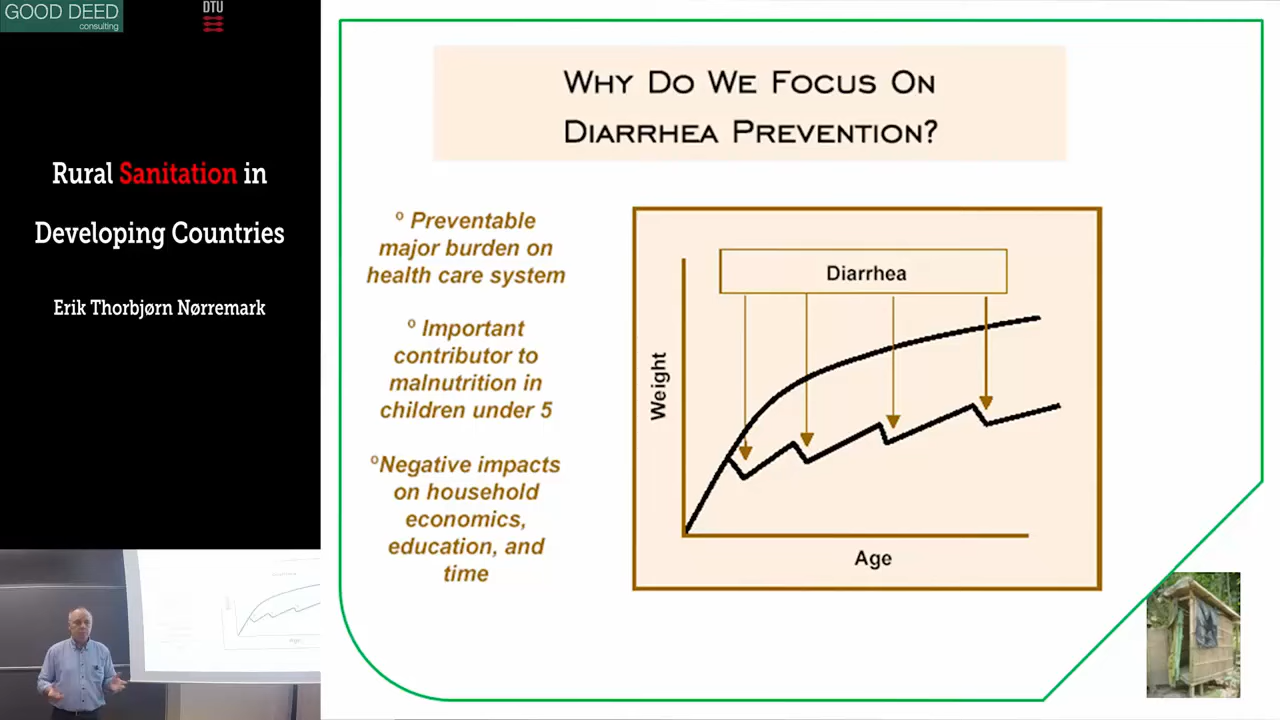 GOOD DEED
consulting
DTU
Rural Sanitation in
Developing Countries
Erik Thorbjørn Nørremark
WHY DO WE FOCUS ON
DIARRHEA PREVENTION?
º Preventable
major burden on
health care system
º Important
contributor to
malnutrition in
children under 5
ºNegative impacts
on household
economics,
education, and
time
Diarrhea
Weight
Age